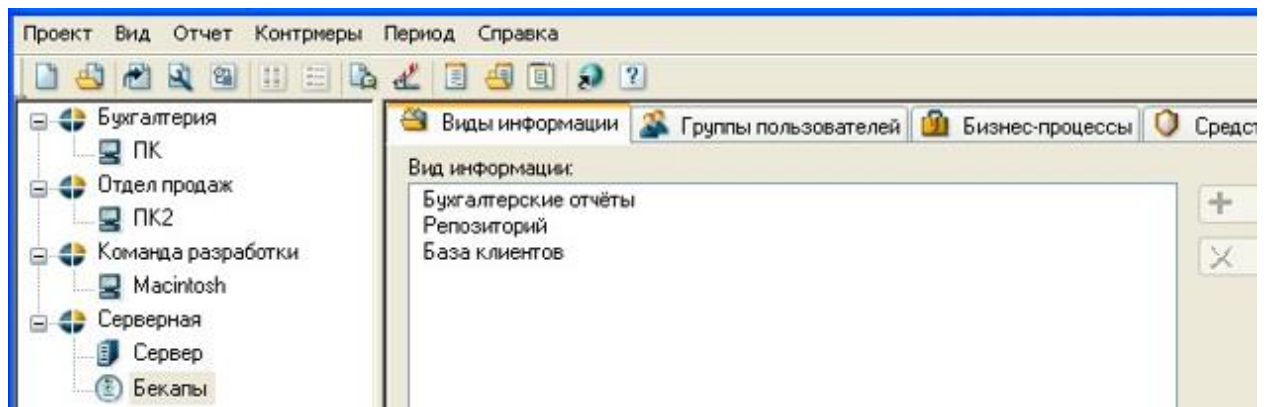 Проект Вид Отчет Контрмеры Период Справка
Бухгалтерия
ПК
Отдел продаж
ПК2
Команда разработки
Macintosh
Серверная
Сервер
Бекапы
Виды информации Группы пользователей Бизнес-процессы Средст
Вид информации:
Бухгалтерские отчёты
Репозиторий
База клиентов